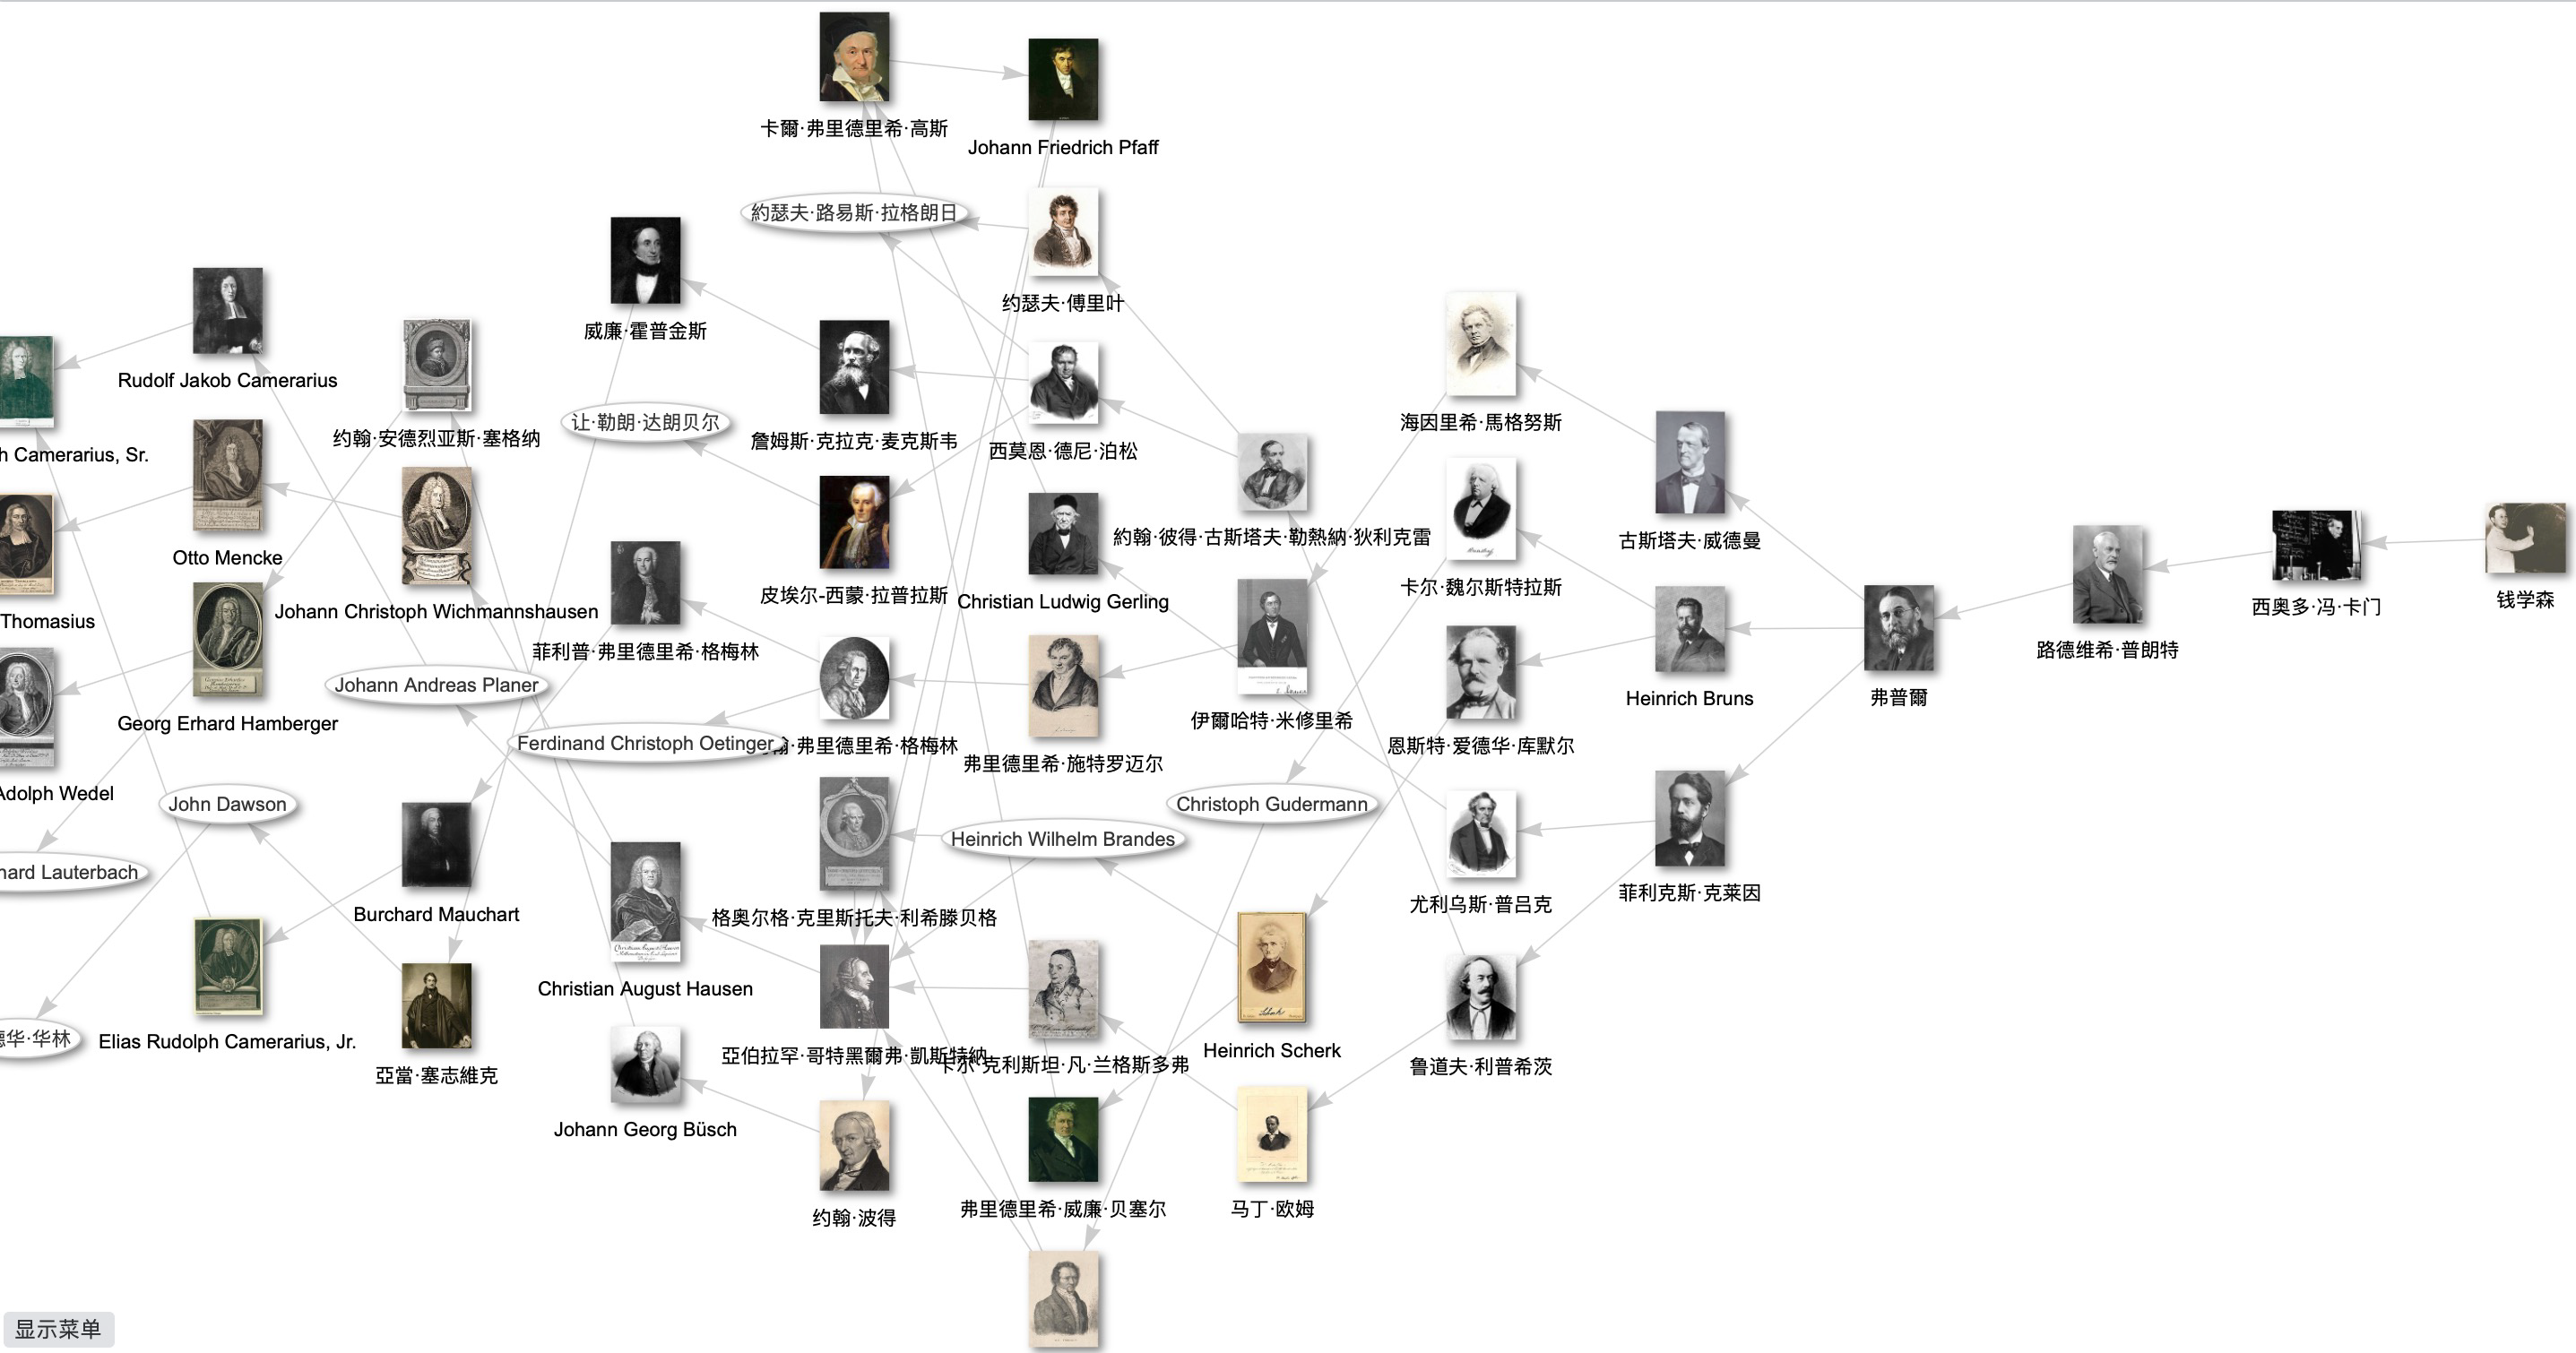 卡爾·弗里德里希·高斯
Johann Friedrich Pfaff
約瑟夫·路易斯·拉格朗日
约瑟夫·傅里叶
威廉·霍普金斯
Rudolf Jakob Camerarius
海因里希·馬格努斯
让·勒朗·达朗贝尔
约翰·安德烈亚斯·塞格纳
詹姆斯·克拉克·麦克斯韦
西莫恩·德尼·泊松
h Camerarius, Sr.
約翰·彼得·古斯塔夫·勒熱納·狄利克雷
古斯塔夫·威德曼
Otto Mencke
卡尔·魏尔斯特拉斯
皮埃尔-西蒙·拉普拉斯
Christian Ludwig Gerling
钱学森
西奥多·冯·卡门
Johann Christoph Wichmannshausen
Thomasius
菲利普·弗里德里希·格梅林
路德维希·普朗特
Johann Andreas Planer
Heinrich Bruns
弗普爾
Georg Erhard Hamberger
伊爾哈特·米修里希
Ferdinand Christoph Oetinger
·弗里德里希·格梅林
恩斯特·爱德华·库默尔
弗里德里希·施特罗迈尔
Adolph Wedel
John Dawson
Christoph Gudermann
Heinrich Wilhelm Brandes
hard Lauterbach
菲利克斯·克莱因
尤利乌斯·普吕克
Burchard Mauchart
格奥尔格·克里斯托夫·利希滕贝格
Christian August Hausen
德华·华林
Elias Rudolph Camerarius, Jr.
亞伯拉罕·哥特黑爾弗·凱斯特納
卡尔·克利斯坦·凡·兰格斯多弗
Heinrich Scherk
鲁道夫·利普希茨
亞當·塞志維克
Johann Georg Büsch
约翰·波得
弗里德里希·威廉·贝塞尔
马丁·欧姆
显示菜单